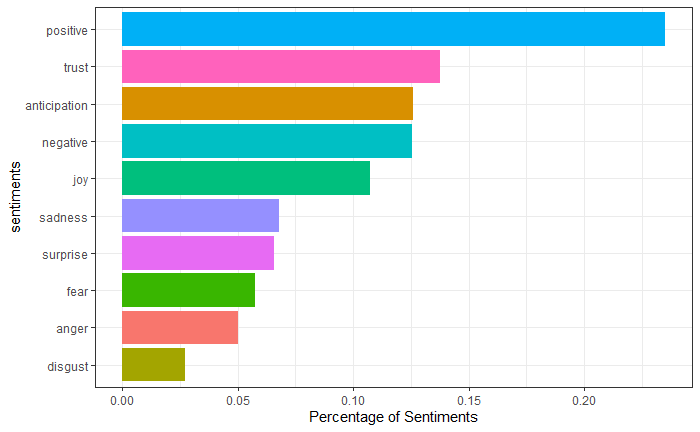 positive
trust
anticipation
negative
joy
sadness
surprise
fear
anger
disgust
sentiments
0.00 0.05 0.10 0.15 0.20
Percentage of Sentiments